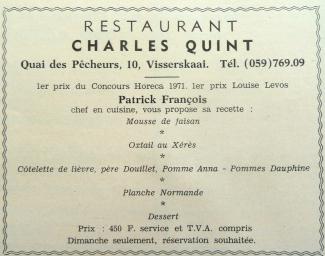 RESTAURANT
CHARLES QUINT
Quai des Pêcheurs, 10, Visserskaai. Tél. (059)769.09
1er prix du Concours Horeca 1971. 1er prix Louise Levos
Patrick François
chef en cuisine, vous propose sa recette :
Mousse de faisan
*
Oxtail au Xérès
*
Côtelette de lièvre, père Douillet, Pomme Anna - Pommes Dauphine
*
Planche Normande
*
Dessert
Prix : 450 F. service et T.V.A. compris
Dimanche seulement, réservation souhaitée.